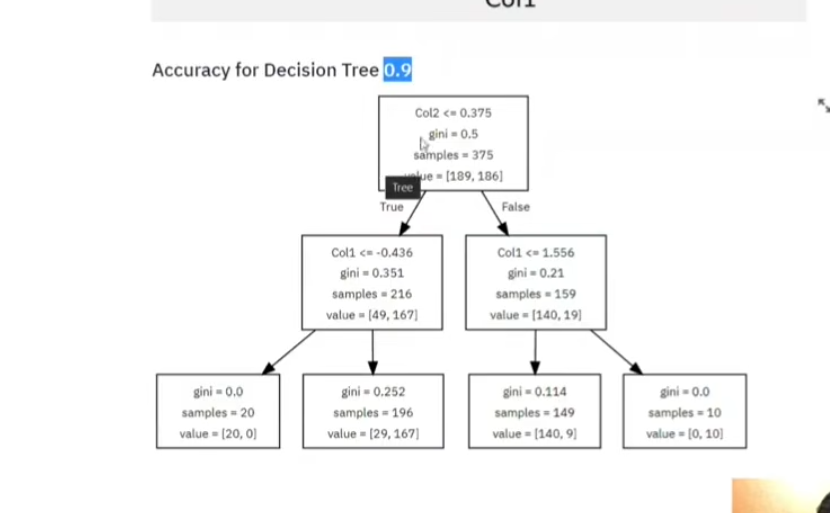 Col1
Accuracy for Decision Tree 0.9
Col2 <= 0.375
gini = 0.5
samples = 375
ue = [189, 186]
Tree
True
False
Col1 <= -0.436
gini = 0.351
samples = 216
value = [49, 167]
Col1 <= 1.556
gini = 0.21
samples = 159
value = [140, 19]
gini = 0.0
samples = 20
value = [20, 0]
gini = 0.252
samples = 196
value = [29, 167]
gini = 0.114
samples = 149
value = [140, 9]
gini = 0.0
samples = 10
value = [0, 10]